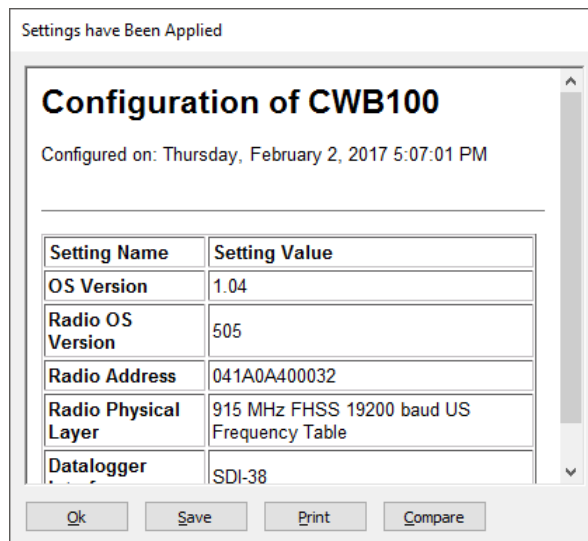 Settings have Been Applied
Configuration of CWB100
Configured on: Thursday, February 2, 2017 5:07:01 PM
Setting Name Setting Value
OS Version 1.04
Radio OS
Version
505
Radio Address 041A0A400032
Radio Physical
Layer
915 MHz FHSS 19200 baud US
Frequency Table
Datalogger
SDI-38
Ok Save Print Compare